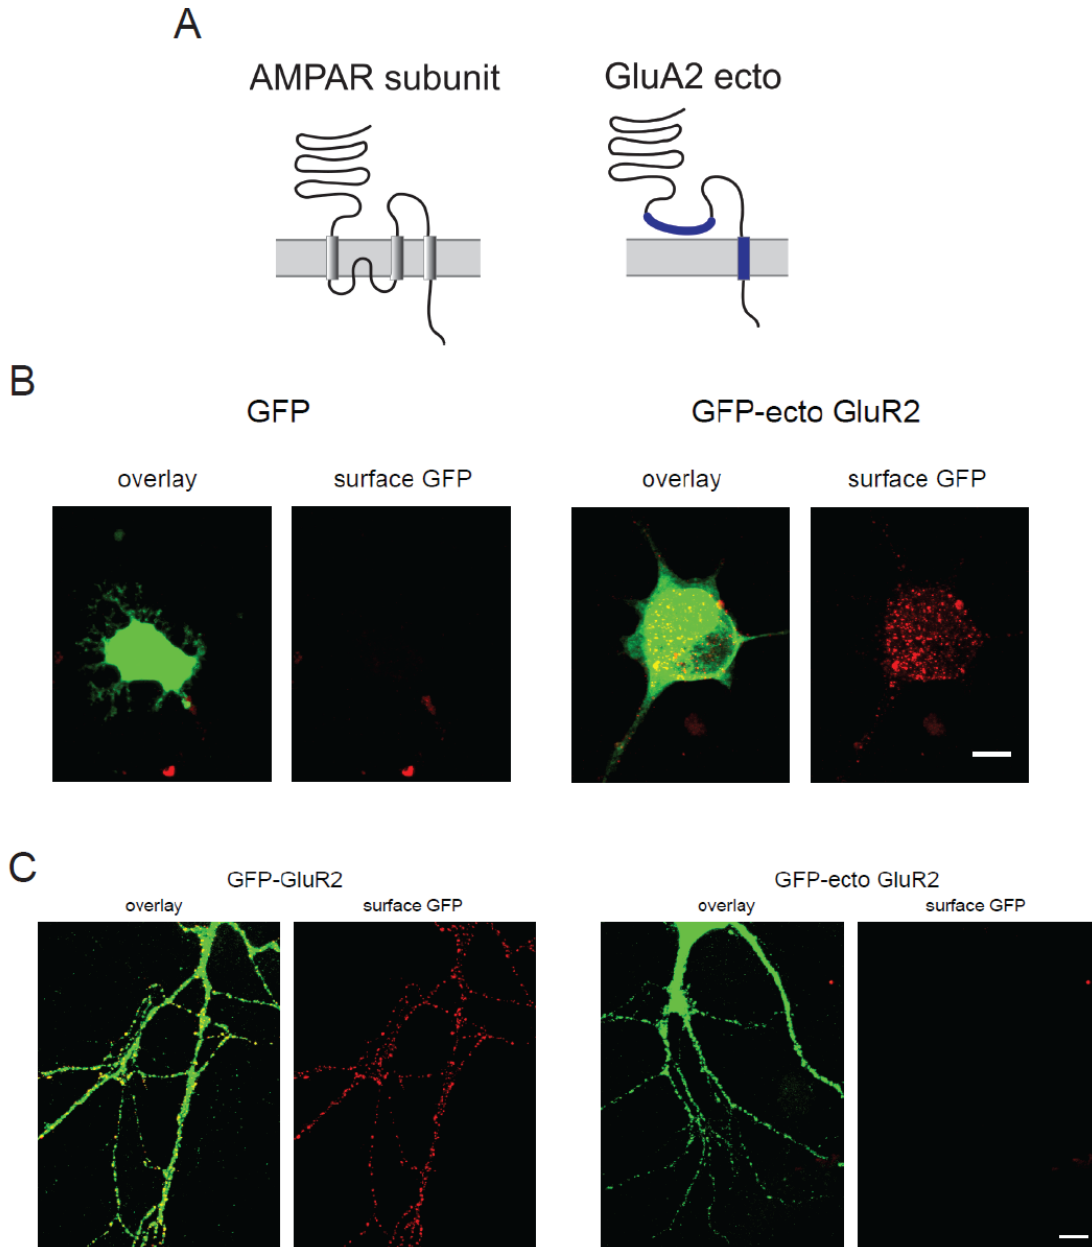 A
AMPAR subunit GluA2 ecto
B
GFP GFP-ecto GluR2
overlay surface GFP overlay surface GFP
C
GFP-GluR2 GFP-ecto GluR2
overlay surface GFP overlay surface GFP